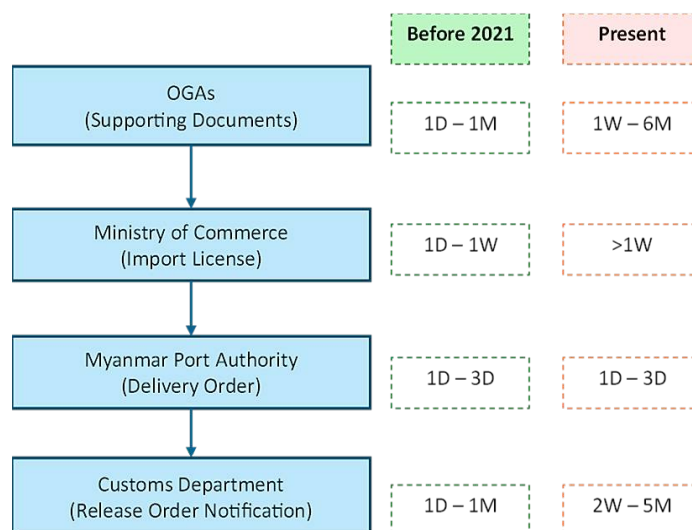 Before 2021
Present
OGAs
(Supporting Documents)
1D – 1M
1W – 6M
Ministry of Commerce
(Import License)
1D – 1W
>1W
Myanmar Port Authority
(Delivery Order)
1D – 3D
1D – 3D
Customs Department
(Release Order Notification)
1D – 1M
2W – 5M